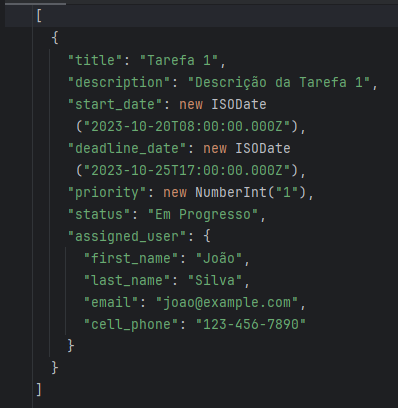 [
{
"title": "Tarefa 1",
"description": "Descrição da Tarefa 1",
"start_date": new ISODate
("2023-10-20T08:00:00.000Z"),
"deadline_date": new ISODate
("2023-10-25T17:00:00.000Z"),
"priority": new NumberInt("1"),
"status": "Em Progresso",
"assigned_user": {
"first_name": "João",
"last_name": "Silva",
"email": "joao@example.com",
"cell_phone": "123-456-7890"
}
}
]